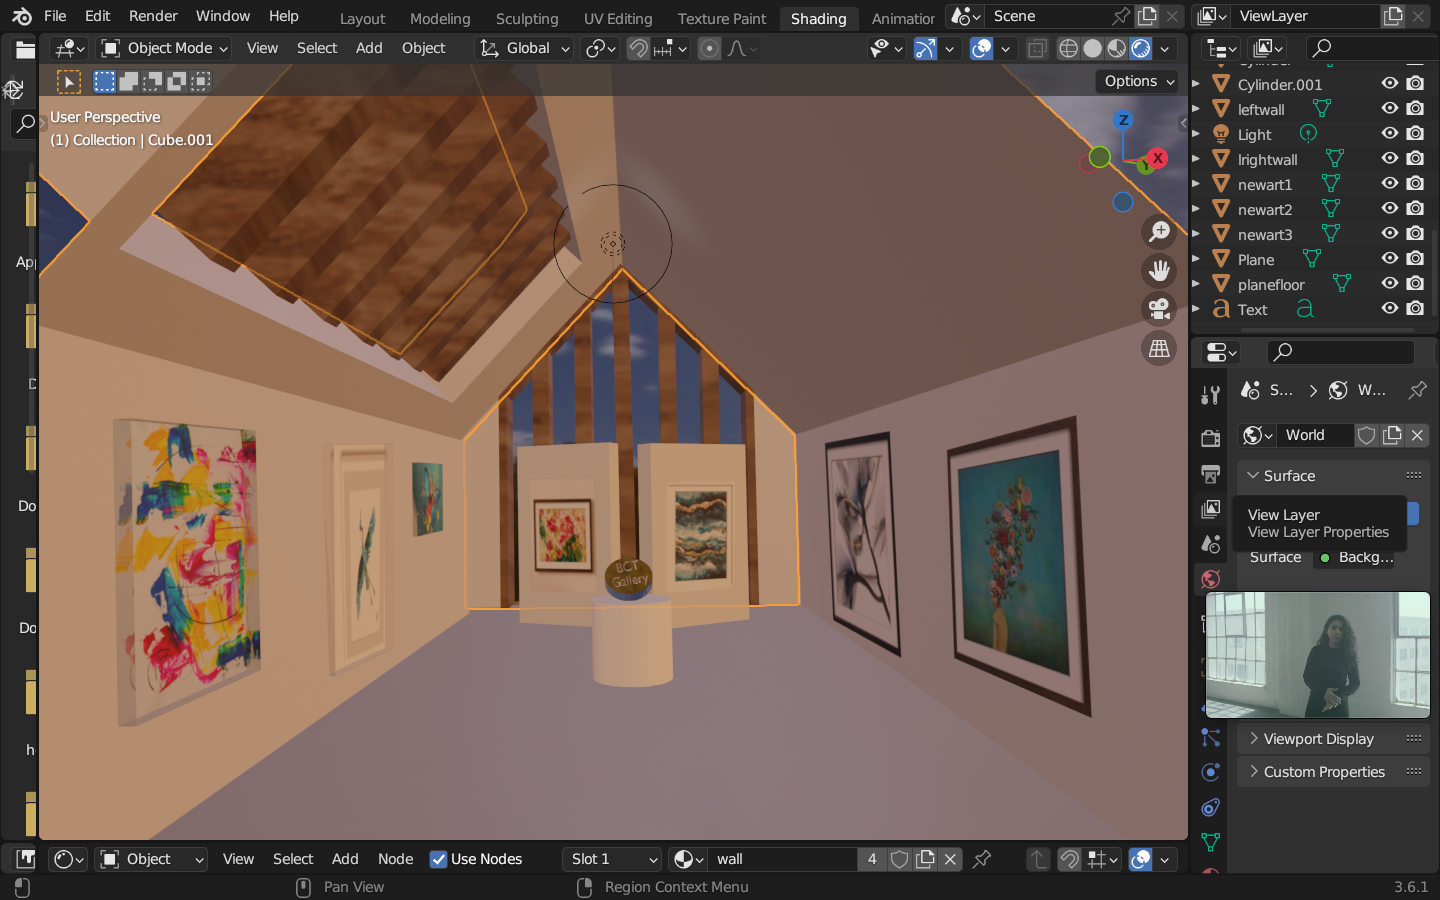 File Edit Render Window Help
Layout Modeling Sculpting UV Editing Texture Paint Shading Animation
Scene
ViewLayer
Object Mode View Select Add Object
Global
Options
User Perspective
(1) Collection | Cube.001
Z
X
Y
BCT
Gallery
Cylinder.001
leftwall
Light
lrightwall
newart1
newart2
newart3
Plane
planefloor
Text
S... > W...
World
Surface
View Layer
View Layer Properties
Surface Backg...
Viewport Display
Custom Properties
Object View Select Add Node Use Nodes Slot 1 wall 4
Pan View Region Context Menu 3.6.1